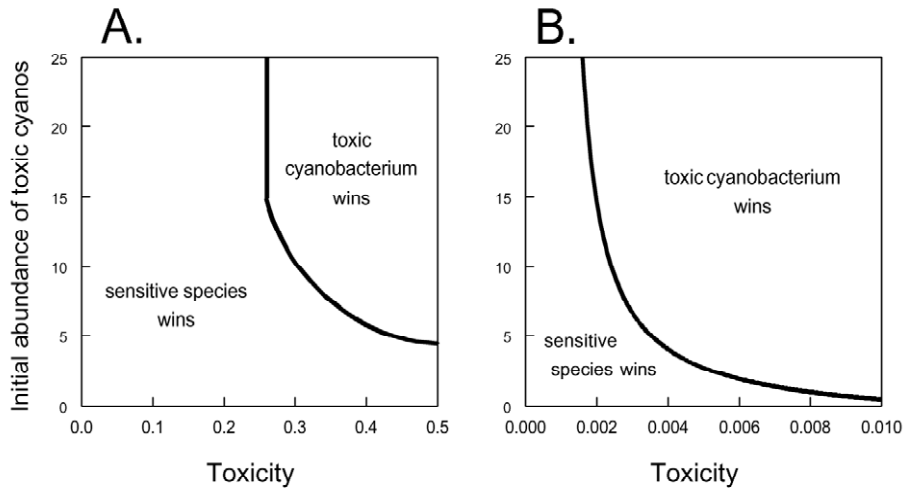 A.
B.
Initial abundance of toxic cyanos
25
20
15
10
5
0
toxic
cyanobacterium
wins
sensitive species
wins
0.0 0.1 0.2 0.3 0.4 0.5
Toxicity
25
20
15
10
5
0
toxic cyanobacterium
wins
sensitive
species wins
0.000 0.002 0.004 0.006 0.008 0.010
Toxicity